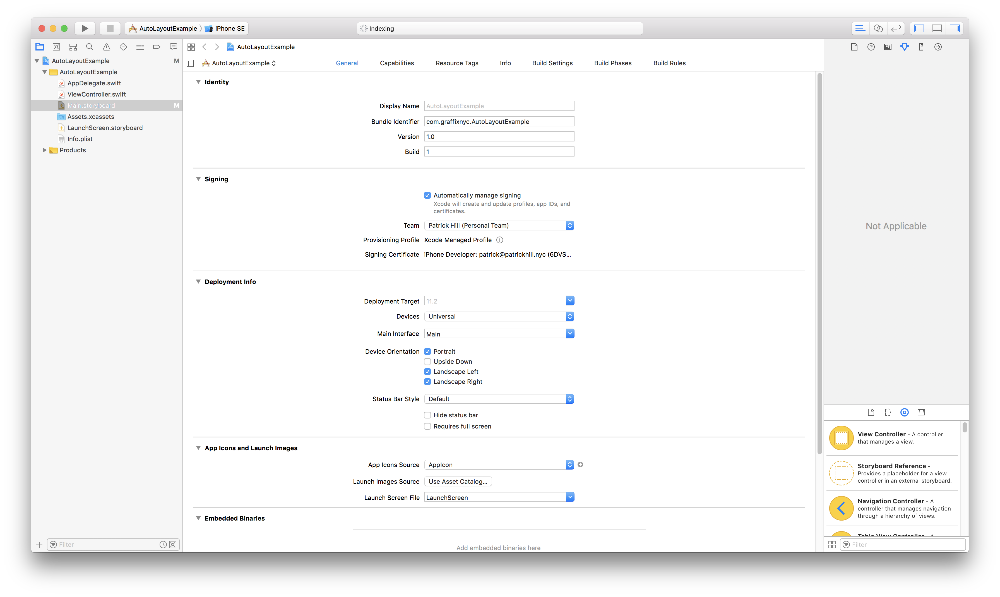 AutoLayoutExample
iPhone SE
Indexing
AutoLayoutExample
AutoLayoutExample M
AutoLayoutExample
AppDelegate.swift
ViewController.swift
Main.storyboard M
Assets.xcassets
LaunchScreen.storyboard
Info.plist
Products
Filter
AutoLayoutExample
General Capabilities Resource Tags Info Build Settings Build Phases Build Rules
Identity
Display Name AutoLayoutExample
Bundle Identifier com.graffixnyc.AutoLayoutExample
Version 1.0
Build 1
Signing
Automatically manage signing
Xcode will create and update profiles, app IDs, and
certificates.
Team Patrick Hill (Personal Team)
Provisioning Profile Xcode Managed Profile
Signing Certificate iPhone Developer: patrick@patrickhill.nyc (6DVS...
Deployment Info
Deployment Target 11.2
Devices Universal
Main Interface Main
Device Orientation Portrait
Upside Down
Landscape Left
Landscape Right
Status Bar Style Default
Hide status bar
Requires full screen
App Icons and Launch Images
App Icons Source AppIcon
Launch Images Source Use Asset Catalog...
Launch Screen File LaunchScreen
Embedded Binaries
Add embedded binaries here
Not Applicable
View Controller - A controller
that manages a view.
Storyboard Reference -
Provides a placeholder for a view
controller in an external storyboard.
Navigation Controller - A
controller that manages navigation
through a hierarchy of views.
Table View Controller - A
Filter